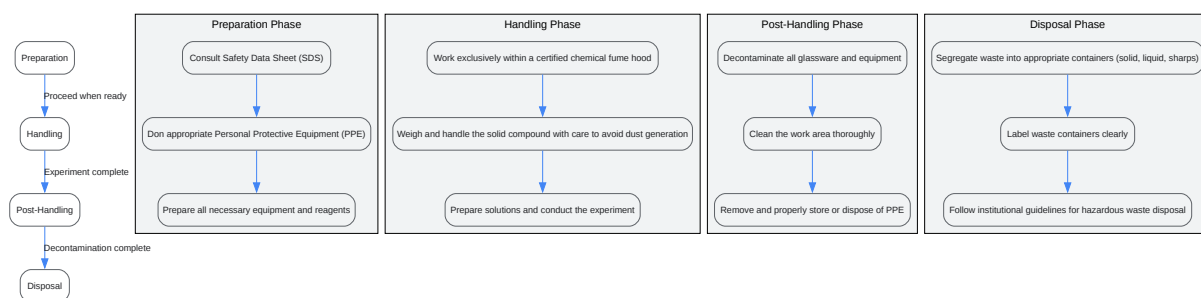 Preparation
Proceed when ready
Handling
Experiment complete
Post-Handling
Decontamination complete
Disposal
Preparation Phase
Consult Safety Data Sheet (SDS)
Don appropriate Personal Protective Equipment (PPE)
Prepare all necessary equipment and reagents
Handling Phase
Work exclusively within a certified chemical fume hood
Weigh and handle the solid compound with care to avoid dust generation
Prepare solutions and conduct the experiment
Post-Handling Phase
Decontaminate all glassware and equipment
Clean the work area thoroughly
Remove and properly store or dispose of PPE
Disposal Phase
Segregate waste into appropriate containers (solid, liquid, sharps)
Label waste containers clearly
Follow institutional guidelines for hazardous waste disposal